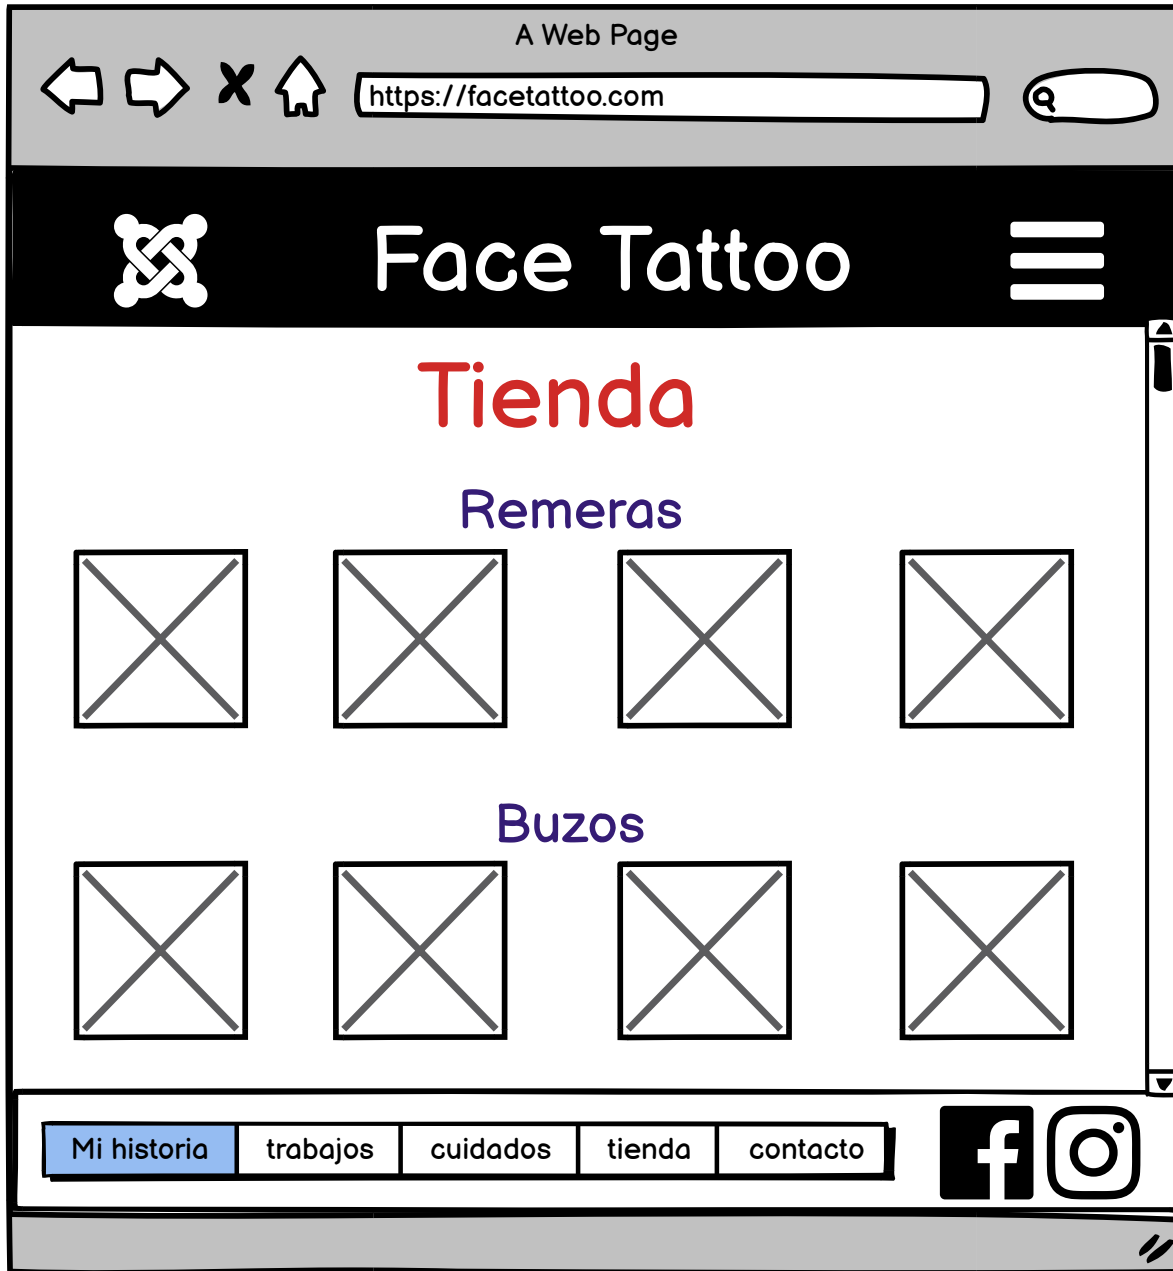 A Web Page
https://facetattoo.com
Face Tattoo
Tienda
Remeras
Buzos
Mi historia trabajos cuidados tienda contacto